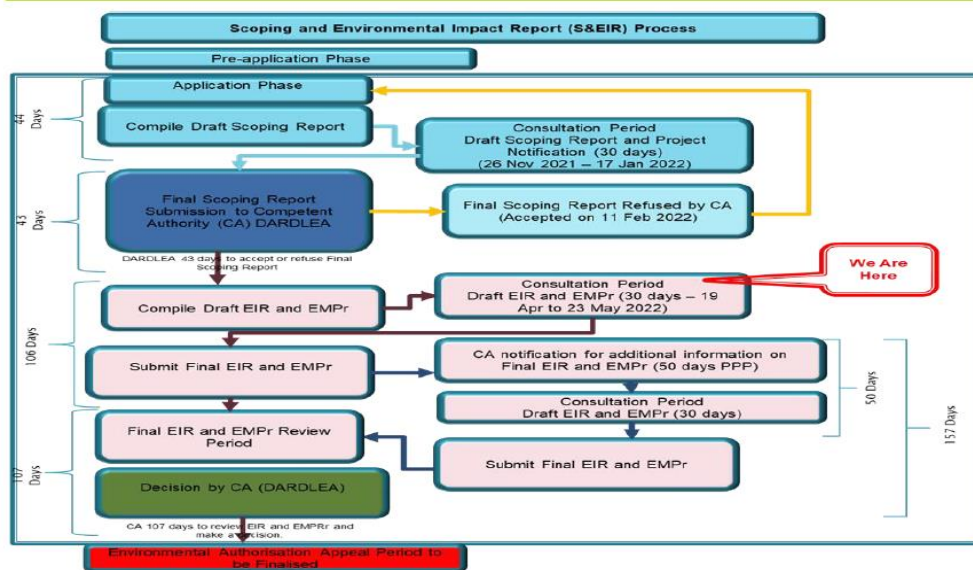 Scoping and Environmental Impact Report (S&EIR) Process
Pre-application Phase
Application Phase
44
Days
Compile Draft Scoping Report
Consultation Period
Draft Scoping Report and Project
Notification (30 days)
(26 Nov 2021 – 17 Jan 2022)
43
Days
Final Scoping Report
Submission to Competent
Authority (CA) DARDLEA
Final Scoping Report Refused by CA
(Accepted on 11 Feb 2022)
DARDLEA 43 days to accept or refuse Final
Scoping Report
We Are
Here
Compile Draft EIR and EMPr
Consultation Period
Draft EIR and EMPr (30 days – 19
Apr to 23 May 2022)
106
Days
Submit Final EIR and EMPr
CA notification for additional information on
Final EIR and EMPr (50 days PPP)
50 Days
157 Days
Consultation Period
Draft EIR and EMPr (30 days)
Final EIR and EMPr Review
Period
Submit Final EIR and EMPr
107
Days
Decision by CA (DARDLEA)
CA 107 days to review EIR and EMPRr and
make a decision.
Environmental Authorisation Appeal Period to
be Finalised